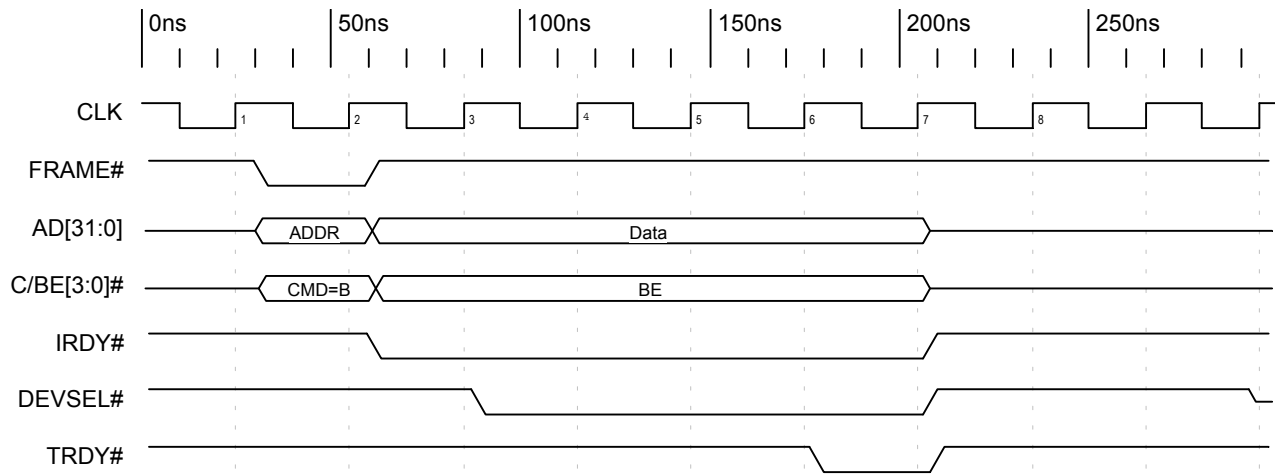 0ns 50ns 100ns 150ns 200ns 250ns
CLK 1 2 3 4 5 6 7 8
FRAME#
AD[31:0] ADDR Data
C/BE[3:0]# CMD=B BE
IRDY#
DEVSEL#
TRDY#